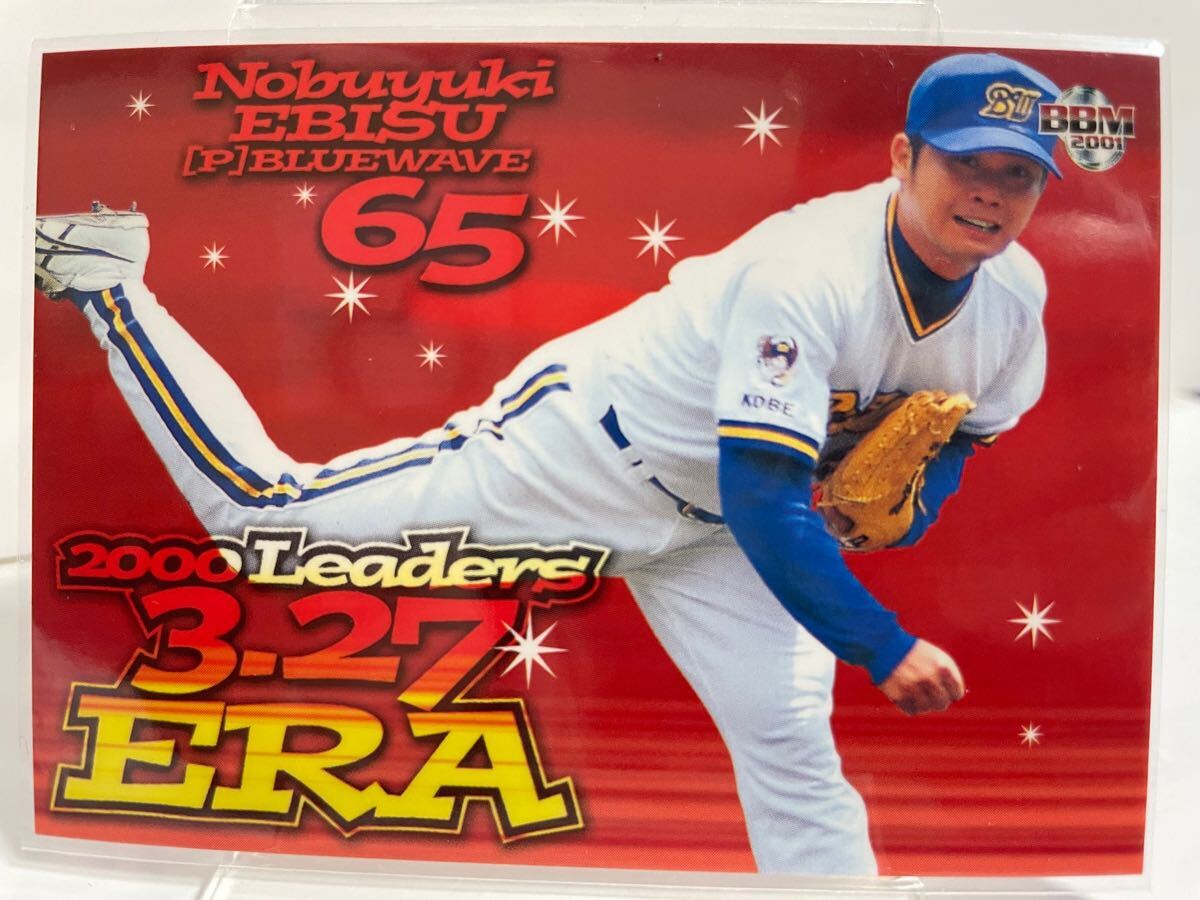 Nobuyuki
EBISU
[P] BLUEWAVE
65
BW
BBM
2001
KOBE
2000 Leaders
3.27
ERA